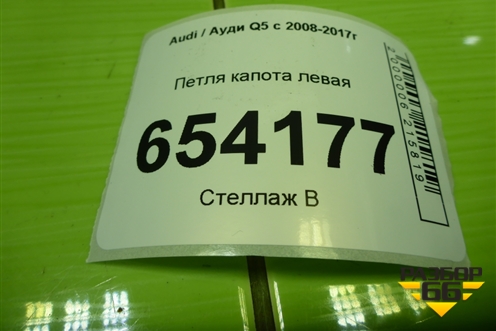 Audi / Ауди Q5 с 2008-2017г
Петля капота левая
654177
Стеллаж В
2000006215819
РАЗБОР
66